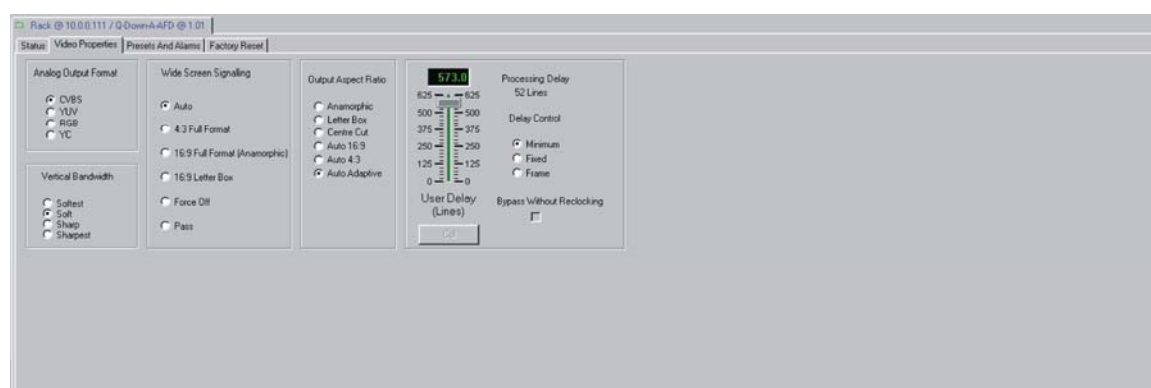 Rack @ 10.0.0.111 / Q-Down-A-AFD @ 1.01
Status Video Properties Presets And Alarms Factory Reset
Analog Output Format
CVBS
YUV
RGB
YC
Vertical Bandwidth
Softest
Soft
Sharp
Sharpest
Wide Screen Signalling
Auto
4:3 Full Format
16:9 Full Format (Anamorphic)
16:9 Letter Box
Force Off
Pass
Output Aspect Ratio
Anamorphic
Letter Box
Centre Cut
Auto 16:9
Auto 4:3
Auto Adaptive
573.0
625 625
500 500
375 375
250 250
125 125
0 0
User Delay
(Lines)
Processing Delay
52 Lines
Delay Control
Minimum
Fixed
Frame
Bypass Without Reclocking